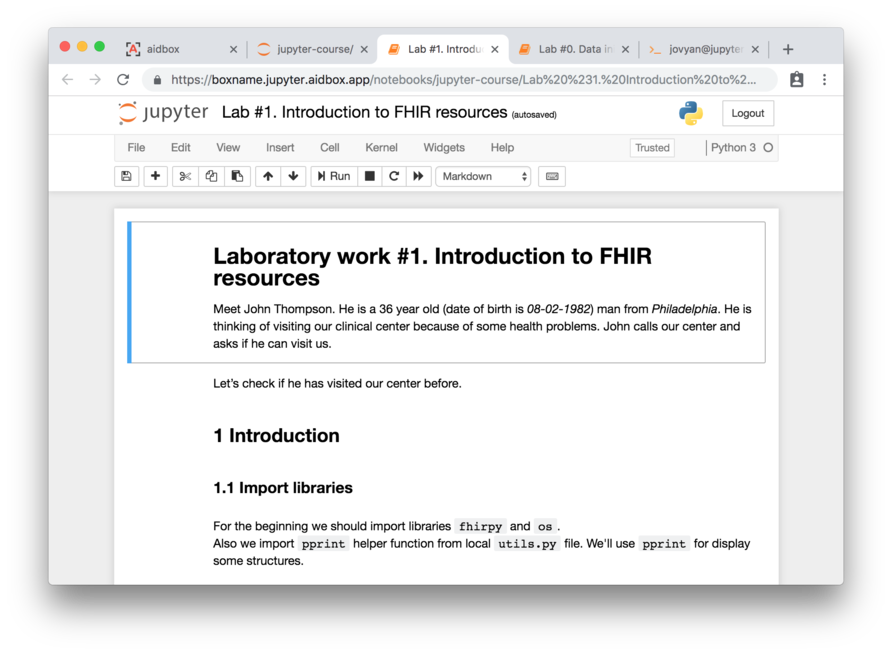 aidbox
jupyter-course/
Lab #1. Introdu
Lab #0. Data in
jovyan@jupyter
https://boxname.jupyter.aidbox.app/notebooks/jupyter-course/Lab%20%231.%20Introduction%20to%2...
jupyter Lab #1. Introduction to FHIR resources (autosaved)
Logout
File Edit View Insert Cell Kernel Widgets Help
Trusted
Python 3
Run
Markdown
Laboratory work #1. Introduction to FHIR
resources
Meet John Thompson. He is a 36 year old (date of birth is 08-02-1982) man from Philadelphia. He is
thinking of visiting our clinical center because of some health problems. John calls our center and
asks if he can visit us.
Let's check if he has visited our center before.
1 Introduction
1.1 Import libraries
For the beginning we should import libraries fhirpy and os .
Also we import pprint helper function from local utils.py file. We'll use pprint for display
some structures.